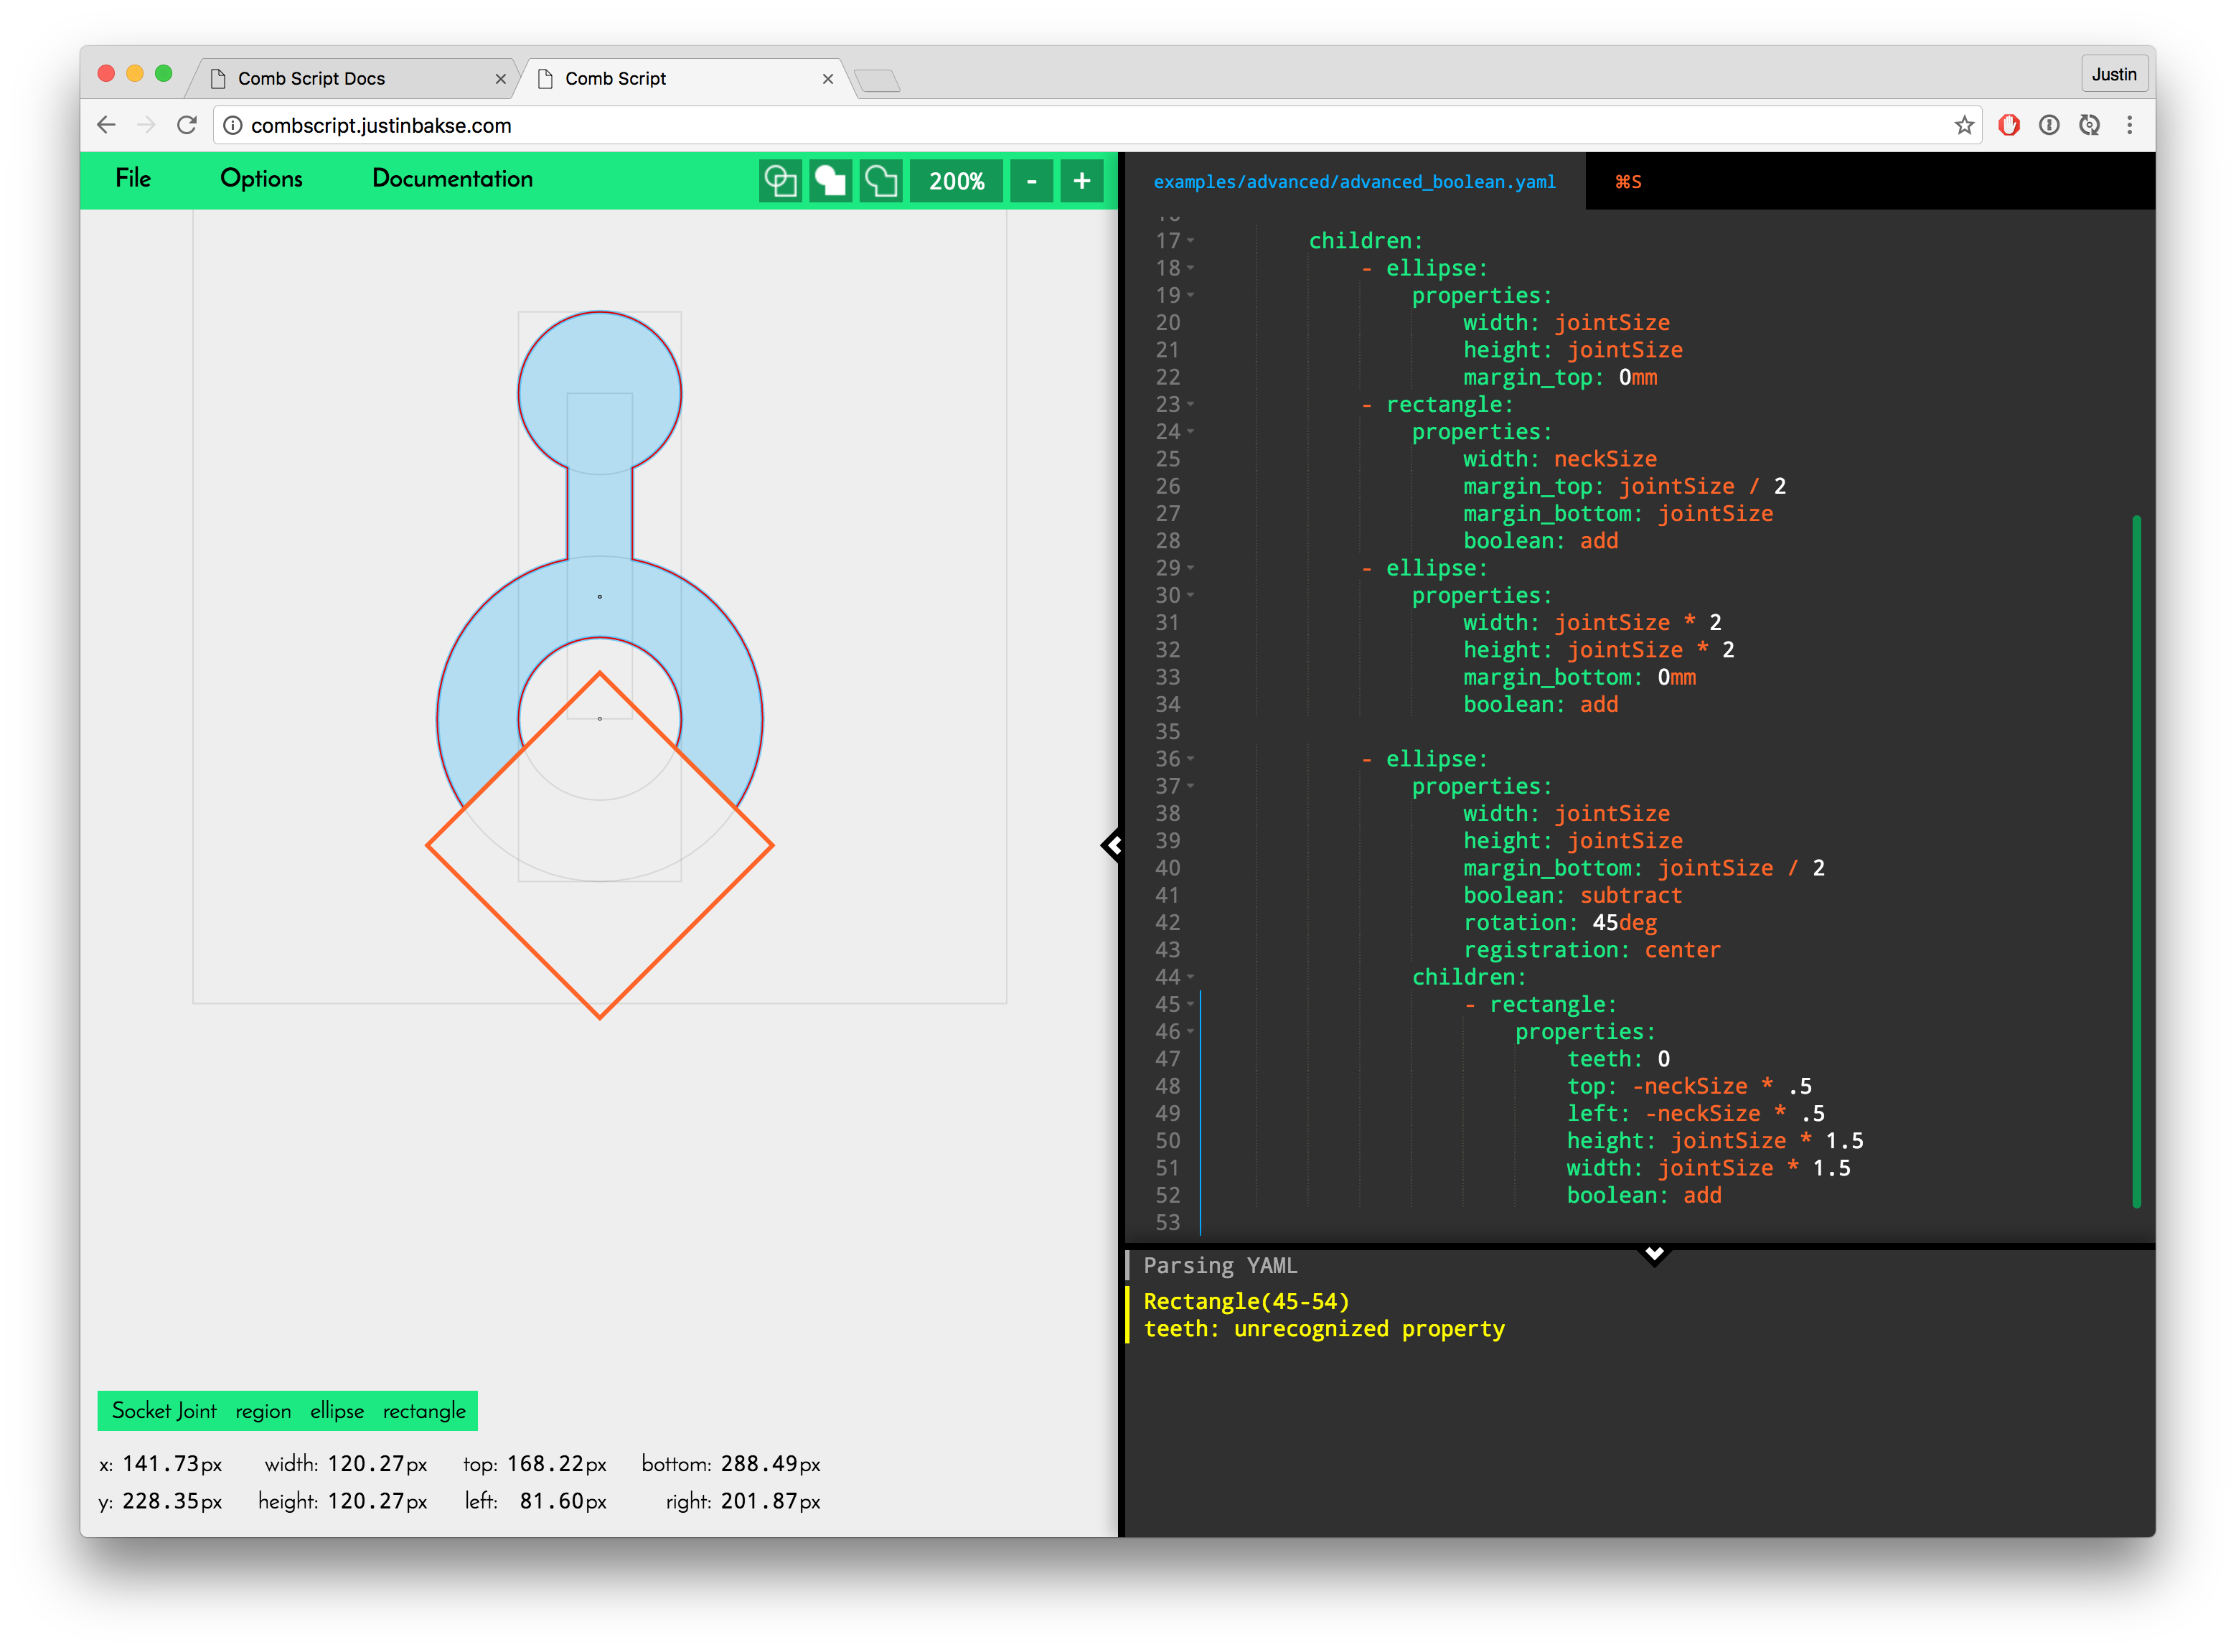 Comb Script Docs
Comb Script
Justin
combscript.justinbakse.com
File Options Documentation 200% - +
examples/advanced/advanced_boolean.yaml ⌘S
17 children:
18 - ellipse:
19 properties:
20 width: jointSize
21 height: jointSize
22 margin_top: 0mm
23 - rectangle:
24 properties:
25 width: neckSize
26 margin_top: jointSize / 2
27 margin_bottom: jointSize
28 boolean: add
29 - ellipse:
30 properties:
31 width: jointSize * 2
32 height: jointSize * 2
33 margin_bottom: 0mm
34 boolean: add
35
36 - ellipse:
37 properties:
38 width: jointSize
39 height: jointSize
40 margin_bottom: jointSize / 2
41 boolean: subtract
42 rotation: 45deg
43 registration: center
44 children:
45 - rectangle:
46 properties:
47 teeth: 0
48 top: -neckSize * .5
49 left: -neckSize * .5
50 height: jointSize * 1.5
51 width: jointSize * 1.5
52 boolean: add
53
Parsing YAML
Rectangle(45-54)
teeth: unrecognized property
Socket Joint region ellipse rectangle
x: 141.73px width: 120.27px top: 168.22px bottom: 288.49px
y: 228.35px height: 120.27px left: 81.60px right: 201.87px